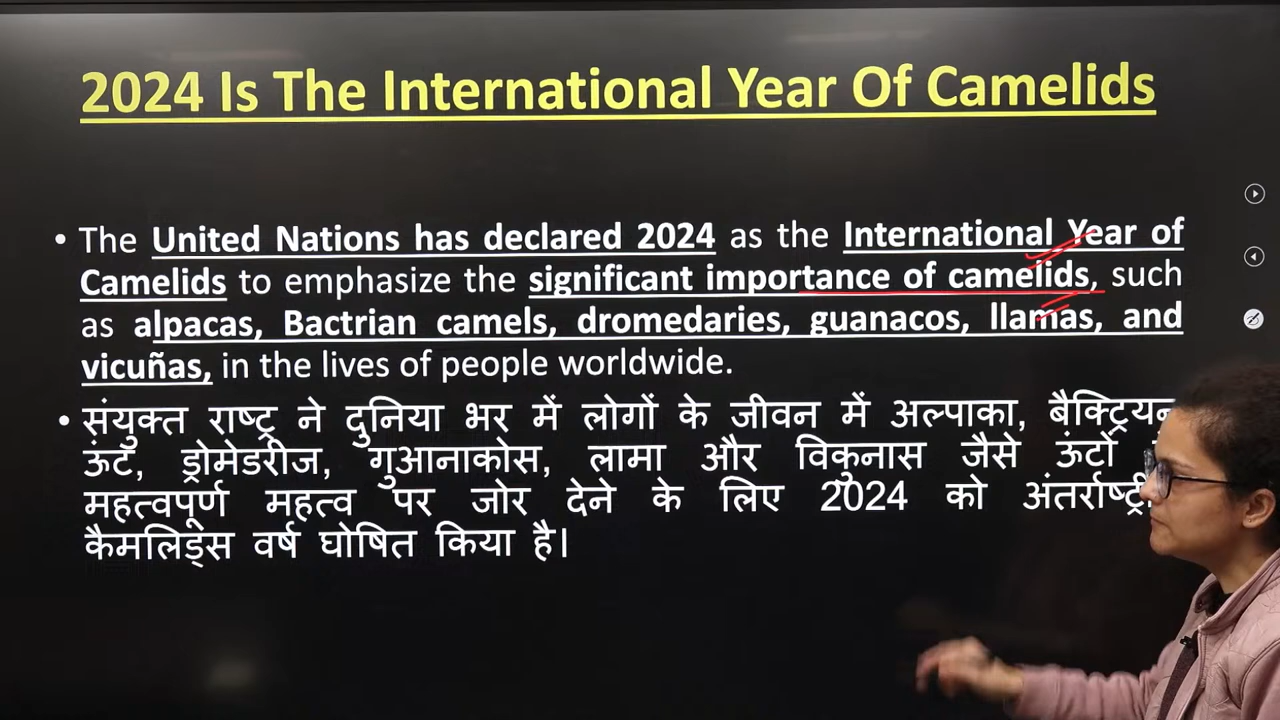 2024 Is The International Year Of Camelids
• The United Nations has declared 2024 as the International Year of
Camelids to emphasize the significant importance of camelids, such
as alpacas, Bactrian camels, dromedaries, guanacos, llamas, and
vicuñas, in the lives of people worldwide.
• संयुक्त राष्ट्र ने दुनिया भर में लोगों के जीवन में अल्पाका, बैक्ट्रियन
ऊंट, ड्रोमेडरीज, गुआनाकोस, लामा और विकुनास जैसे ऊंटों
महत्वपूर्ण महत्व पर जोर देने के लिए 2024 को
कैमलिड्स वर्ष घोषित किया है।